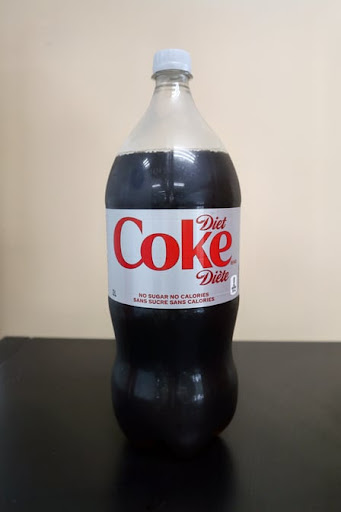 Diet
Coke
Diète
NO SUGAR NO CALORIES
SANS SUCRE SANS CALORIES